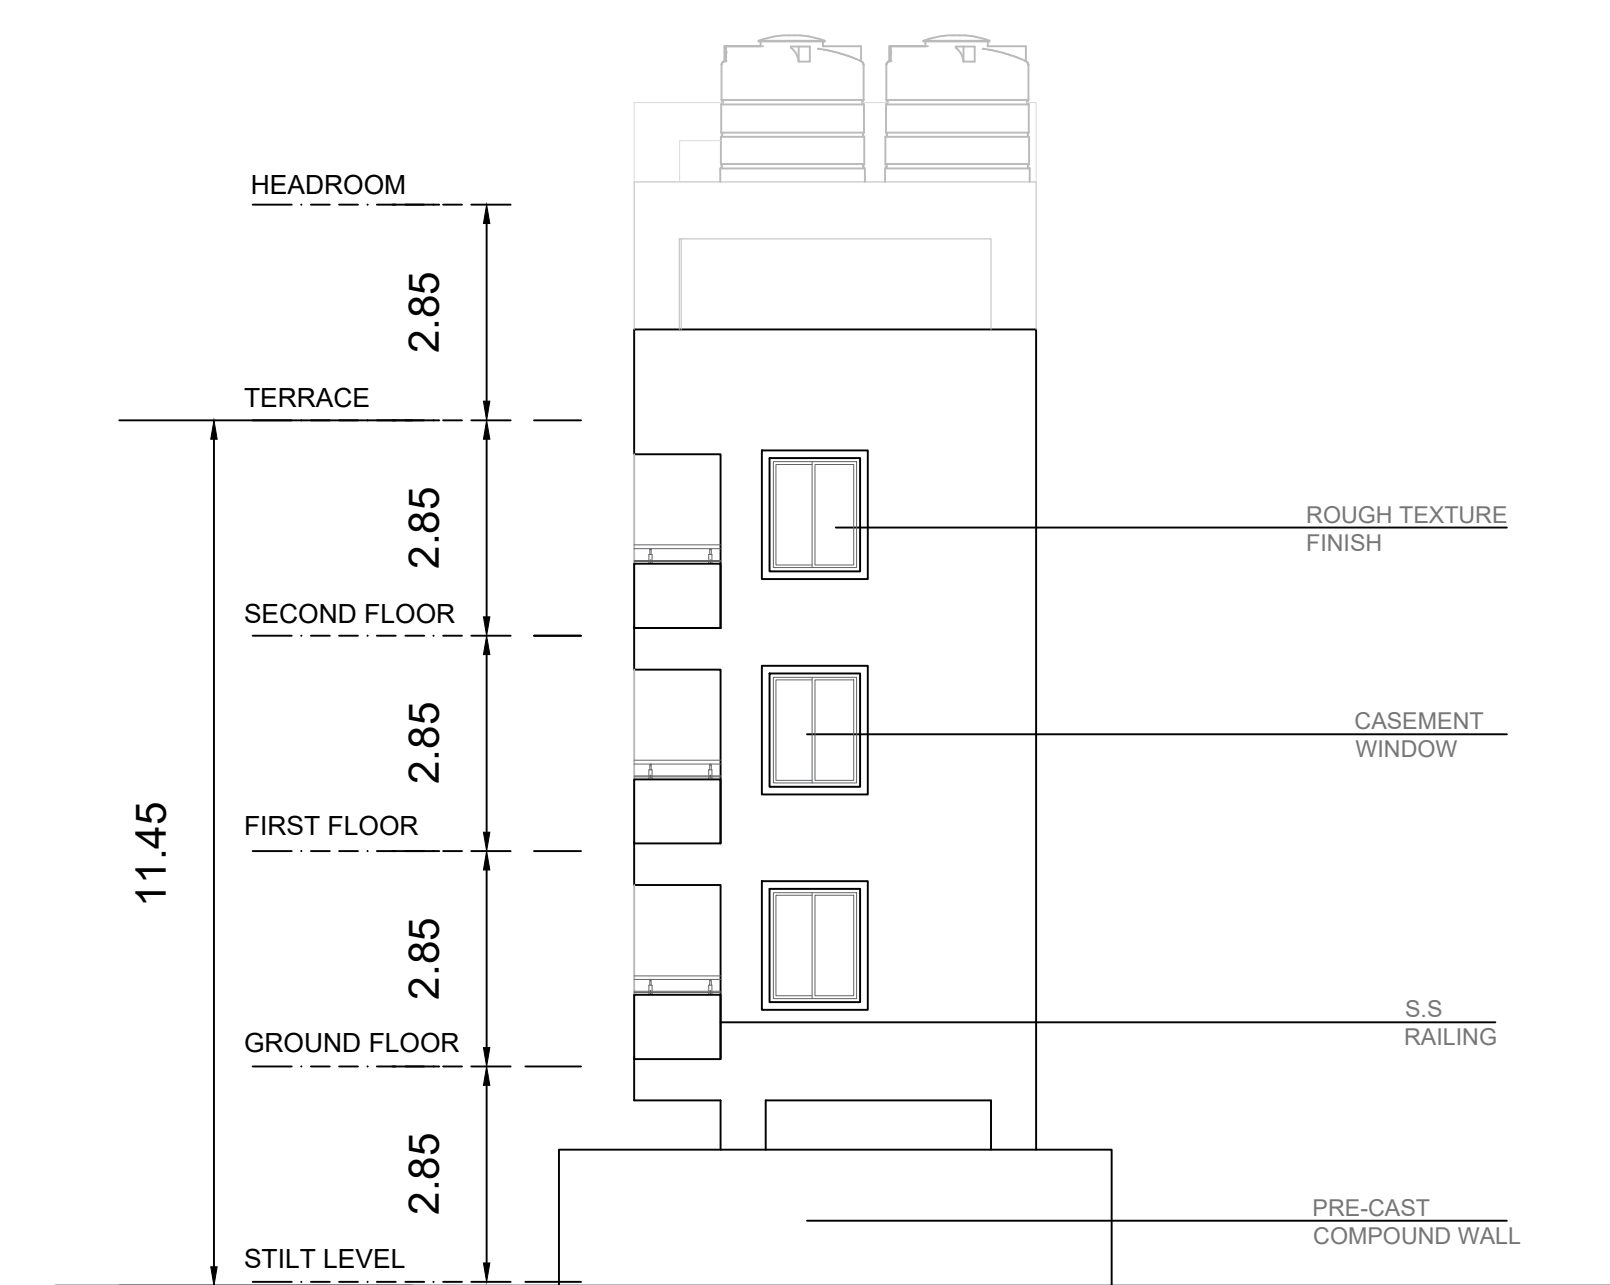 HEADROOM
2.85
TERRACE
2.85
ROUGH TEXTURE
FINISH
SECOND FLOOR
2.85
CASEMENT
WINDOW
FIRST FLOOR
11.45
2.85
S.S
RAILING
GROUND FLOOR
2.85
PRE-CAST
COMPOUND WALL
STILT LEVEL